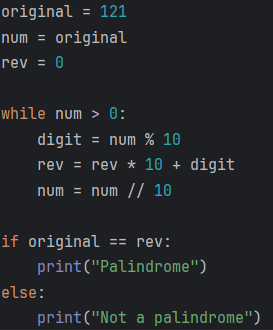 original = 121
num = original
rev = 0

while num > 0:
    digit = num % 10
    rev = rev * 10 + digit
    num = num // 10

if original == rev:
    print("Palindrome")
else:
    print("Not a palindrome")